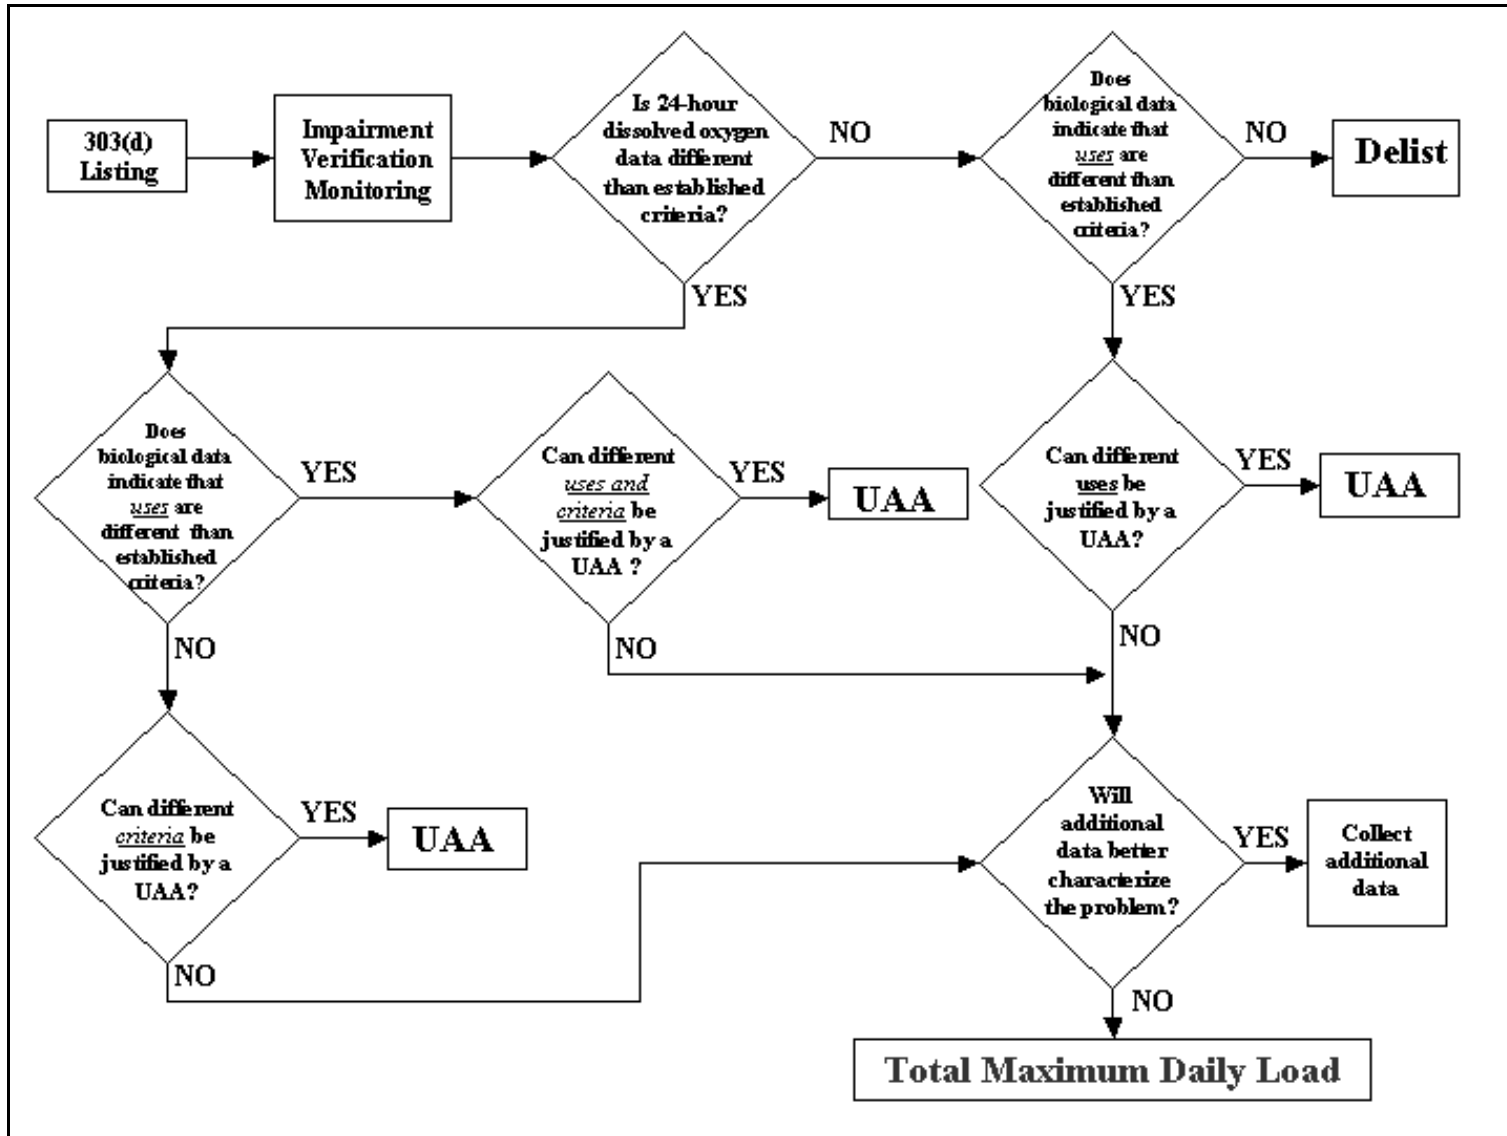 303(d)
Listing
Impairment
Verification
Monitoring
Is 24-hour
dissolved oxygen
data different
than established
criteria?
NO
YES
Does
biological data
indicate that
uses are
different than
established
criteria?
NO
YES
Delist
Does
biological data
indicate that
uses are
different than
established
criteria?
YES
NO
Can different
uses and
criteria be
justified by a
UAA ?
YES
NO
UAA
Can different
uses be
justified by a
UAA?
YES
NO
UAA
Can different
criteria be
justified by a
UAA?
YES
NO
UAA
Will
additional
data better
characterize
the problem?
YES
NO
Collect
additional
data
Total Maximum Daily Load